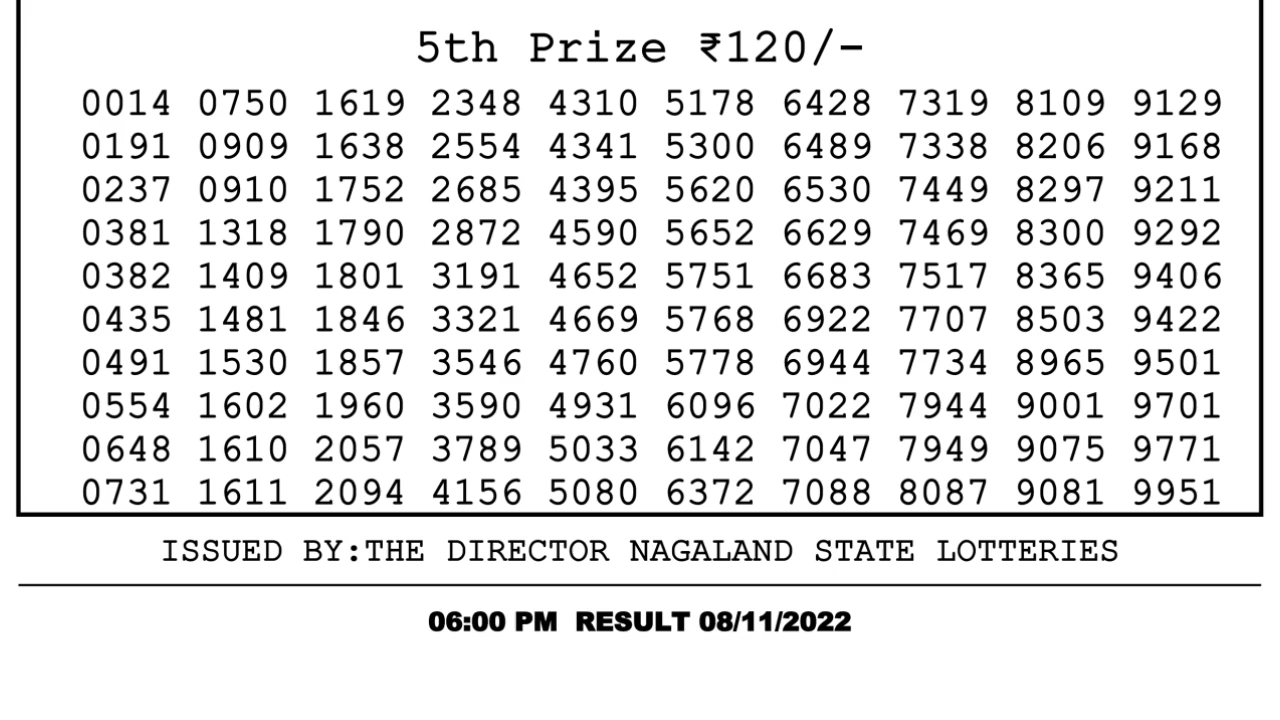 5th Prize ₹120/-
0014 0750 1619 2348 4310 5178 6428 7319 8109 9129
0191 0909 1638 2554 4341 5300 6489 7338 8206 9168
0237 0910 1752 2685 4395 5620 6530 7449 8297 9211
0381 1318 1790 2872 4590 5652 6629 7469 8300 9292
0382 1409 1801 3191 4652 5751 6683 7517 8365 9406
0435 1481 1846 3321 4669 5768 6922 7707 8503 9422
0491 1530 1857 3546 4760 5778 6944 7734 8965 9501
0554 1602 1960 3590 4931 6096 7022 7944 9001 9701
0648 1610 2057 3789 5033 6142 7047 7949 9075 9771
0731 1611 2094 4156 5080 6372 7088 8087 9081 9951
ISSUED BY:THE DIRECTOR NAGALAND STATE LOTTERIES
06:00 PM RESULT 08/11/2022